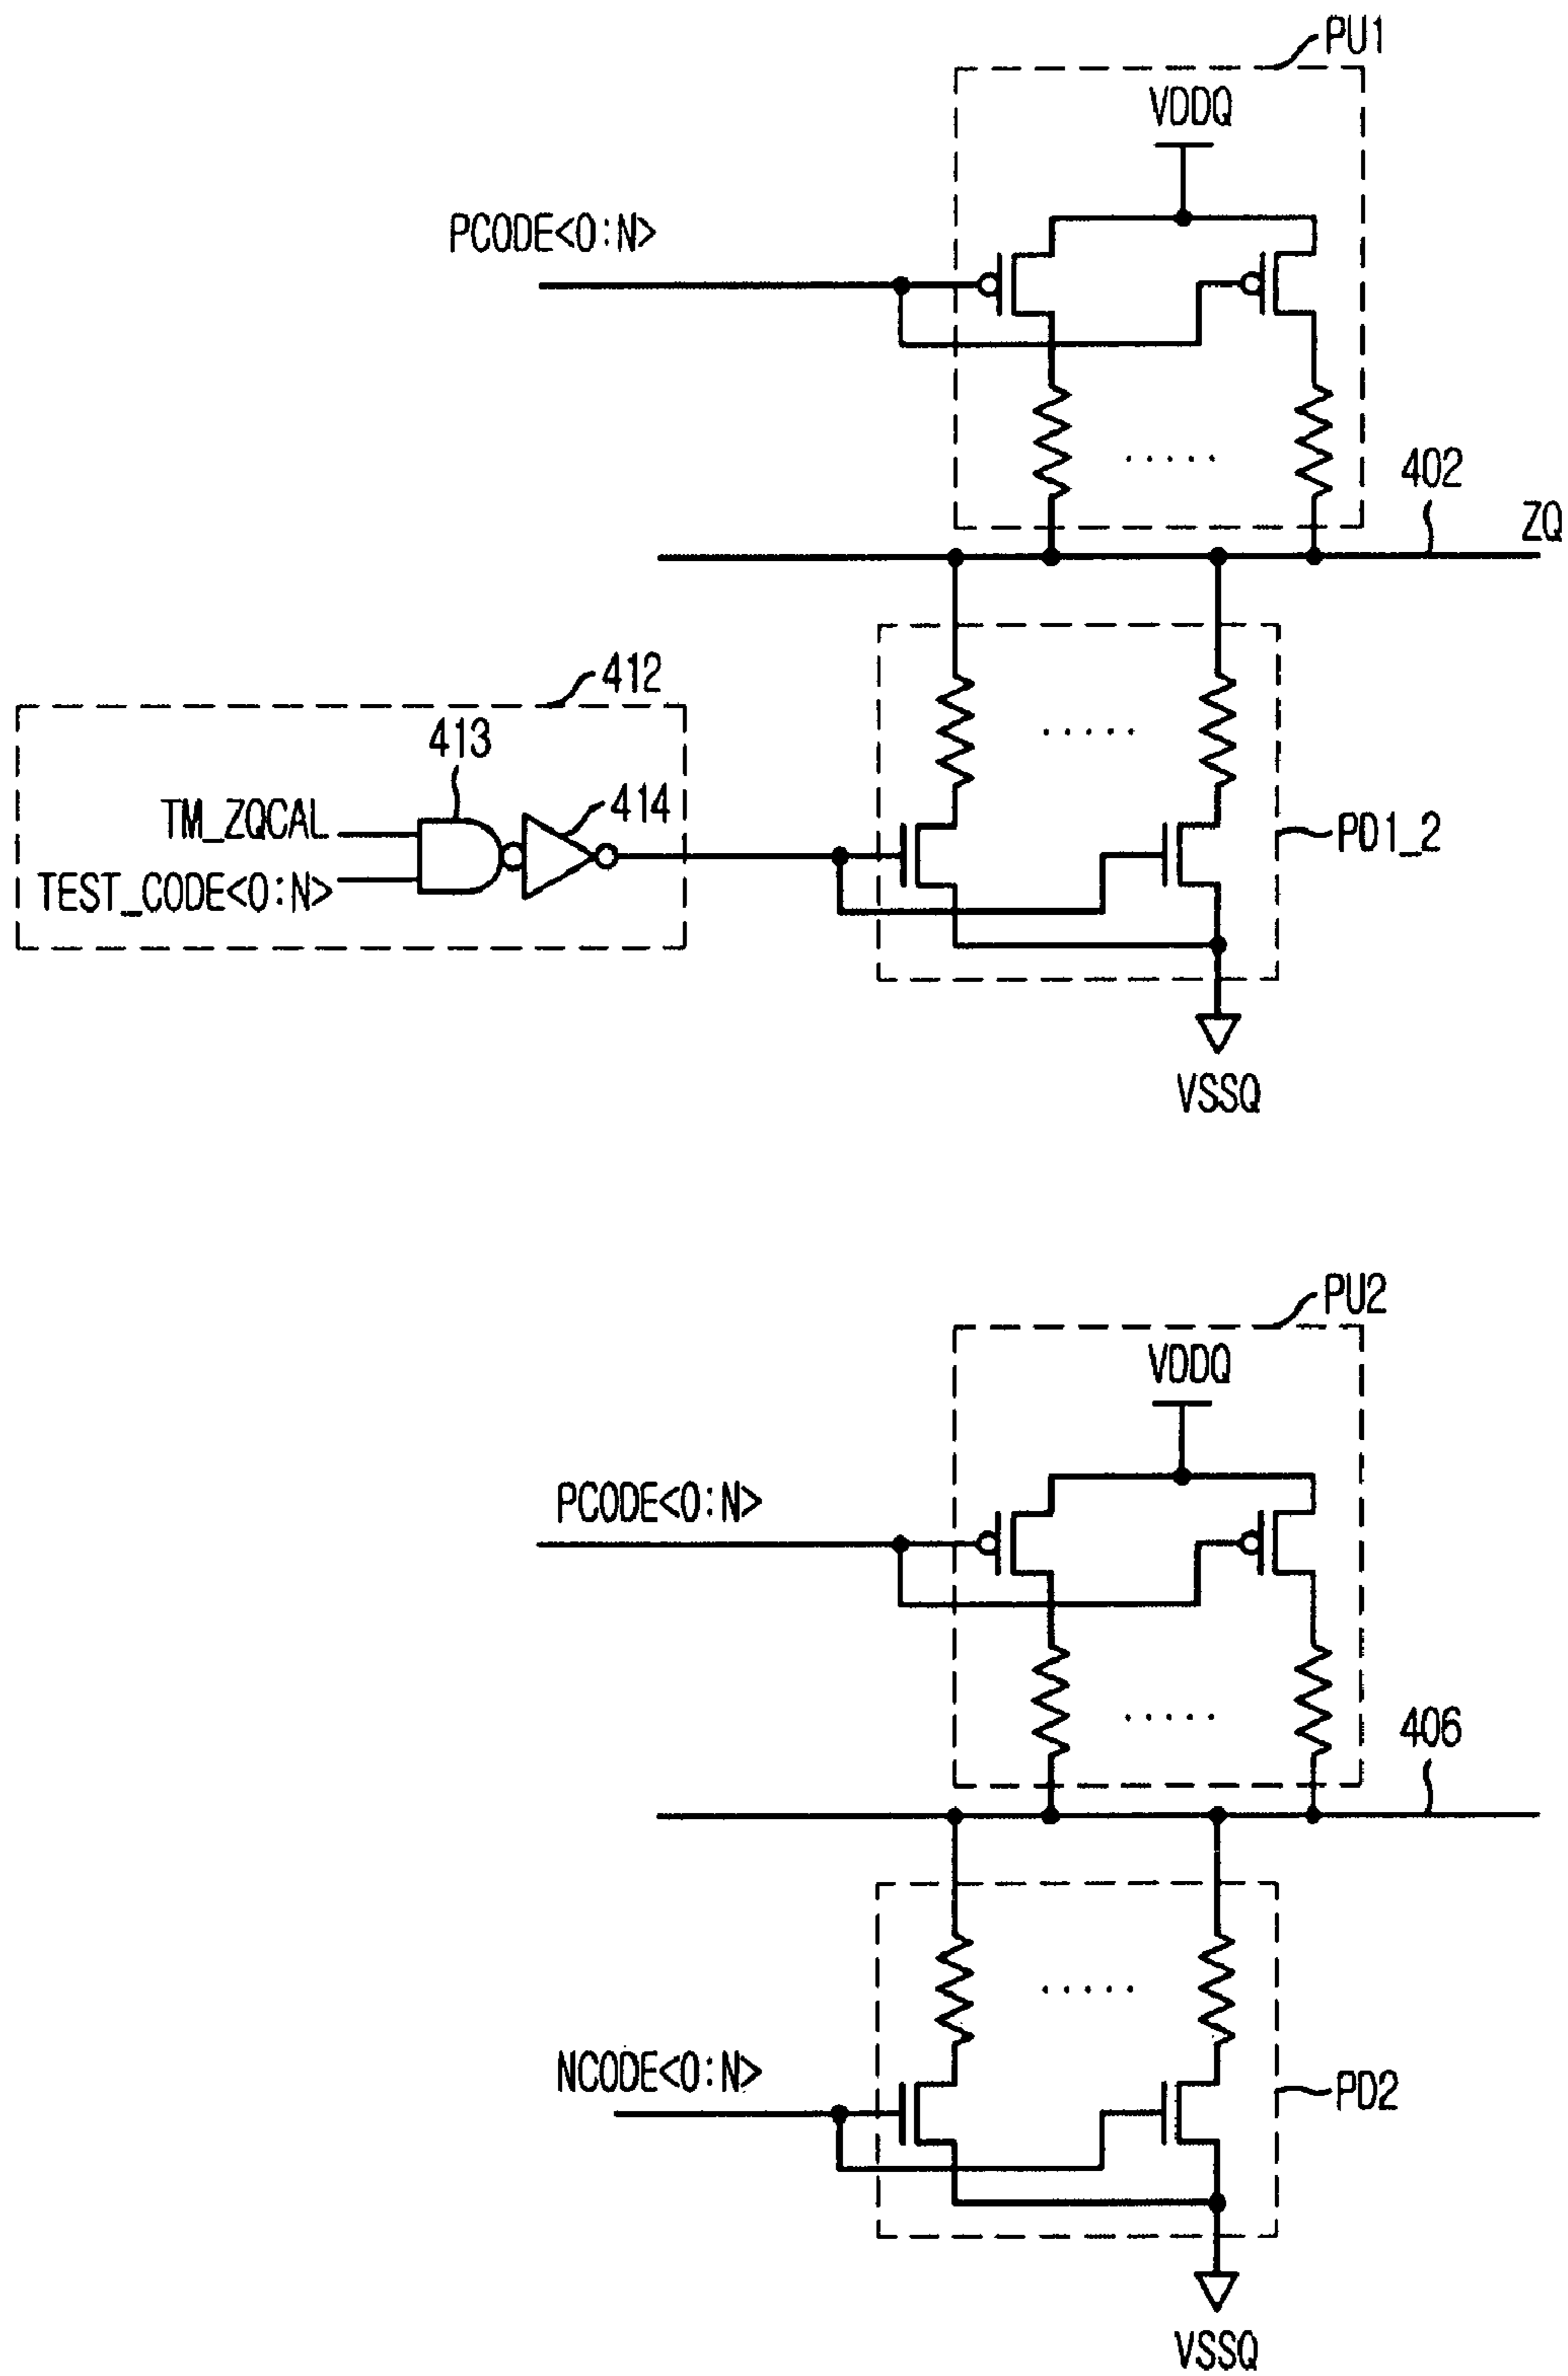 PU1
VDDQ
PCODE<0:N>
402
ZQ
412
413
414
TM_ZQCAL
TEST_CODE<0:N>
PD1_2
VSSQ
PU2
VDDQ
PCODE<0:N>
406
NCODE<0:N>
PD2
VSSQ